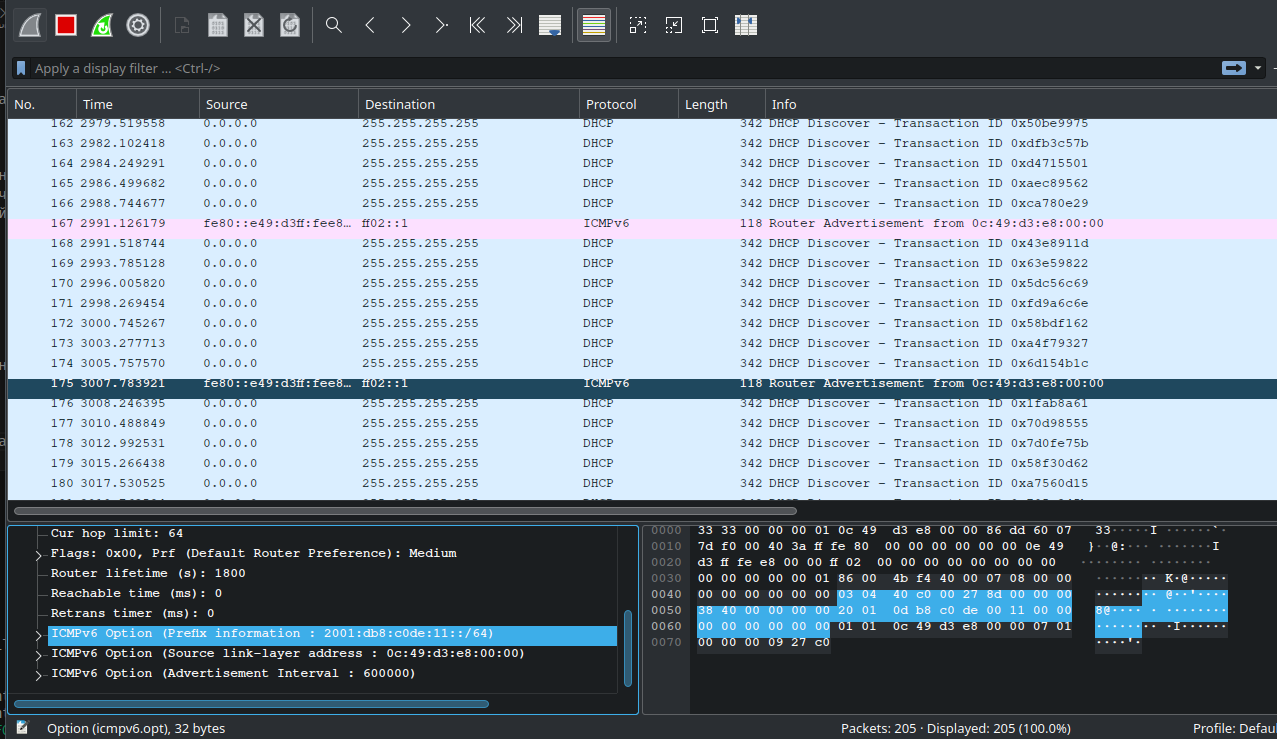 Apply a display filter ... <Ctrl-/>
No. Time Source Destination Protocol Length Info
162 2979.519558 0.0.0.0 255.255.255.255 DHCP 342 DHCP Discover - Transaction ID 0x50be9975
163 2982.102418 0.0.0.0 255.255.255.255 DHCP 342 DHCP Discover - Transaction ID 0xdfb3c57b
164 2984.249291 0.0.0.0 255.255.255.255 DHCP 342 DHCP Discover - Transaction ID 0xd4715501
165 2986.499682 0.0.0.0 255.255.255.255 DHCP 342 DHCP Discover - Transaction ID 0xaec89562
166 2988.744677 0.0.0.0 255.255.255.255 DHCP 342 DHCP Discover - Transaction ID 0xca780e29
167 2991.126179 fe80::e49:d3ff:fee8… ff02::1 ICMPv6 118 Router Advertisement from 0c:49:d3:e8:00:00
168 2991.518744 0.0.0.0 255.255.255.255 DHCP 342 DHCP Discover - Transaction ID 0x43e8911d
169 2993.785128 0.0.0.0 255.255.255.255 DHCP 342 DHCP Discover - Transaction ID 0x63e59822
170 2996.005820 0.0.0.0 255.255.255.255 DHCP 342 DHCP Discover - Transaction ID 0x5dc56c69
171 2998.269454 0.0.0.0 255.255.255.255 DHCP 342 DHCP Discover - Transaction ID 0xfd9a6c6e
172 3000.745267 0.0.0.0 255.255.255.255 DHCP 342 DHCP Discover - Transaction ID 0x58bdf162
173 3003.277713 0.0.0.0 255.255.255.255 DHCP 342 DHCP Discover - Transaction ID 0xa4f79327
174 3005.757570 0.0.0.0 255.255.255.255 DHCP 342 DHCP Discover - Transaction ID 0x6d154b1c
175 3007.783921 fe80::e49:d3ff:fee8… ff02::1 ICMPv6 118 Router Advertisement from 0c:49:d3:e8:00:00
176 3008.246395 0.0.0.0 255.255.255.255 DHCP 342 DHCP Discover - Transaction ID 0x1fab8a61
177 3010.488849 0.0.0.0 255.255.255.255 DHCP 342 DHCP Discover - Transaction ID 0x70d98555
178 3012.992531 0.0.0.0 255.255.255.255 DHCP 342 DHCP Discover - Transaction ID 0x7d0fe75b
179 3015.266438 0.0.0.0 255.255.255.255 DHCP 342 DHCP Discover - Transaction ID 0x58f30d62
180 3017.530525 0.0.0.0 255.255.255.255 DHCP 342 DHCP Discover - Transaction ID 0xa7560d15
Cur hop limit: 64
Flags: 0x00, Prf (Default Router Preference): Medium
Router lifetime (s): 1800
Reachable time (ms): 0
Retrans timer (ms): 0
ICMPv6 Option (Prefix information : 2001:db8:c0de:11::/64)
ICMPv6 Option (Source link-layer address : 0c:49:d3:e8:00:00)
ICMPv6 Option (Advertisement Interval : 600000)
0000 33 33 00 00 00 01 0c 49 d3 e8 00 00 86 dd 60 07 33·····I ······`·
0010 7d f0 00 40 3a ff fe 80 00 00 00 00 00 00 0e 49 }··@:··· ·······I
0020 d3 ff fe e8 00 00 ff 02 00 00 00 00 00 00 00 00 ········ ········
0030 00 00 00 00 00 01 86 00 4b f4 40 00 07 08 00 00 ········ K·@·····
0040 00 00 00 00 00 00 03 04 40 c0 00 27 8d 00 00 00 ········ @··'····
0050 38 40 00 00 00 00 20 01 0d b8 c0 de 00 11 00 00 8@···· · ········
0060 00 00 00 00 00 00 01 01 0c 49 d3 e8 00 00 07 01 ········ ·I······
0070 00 00 00 09 27 c0 ····'·
Option (icmpv6.opt), 32 bytes
Packets: 205 · Displayed: 205 (100.0%)
Profile: Defau